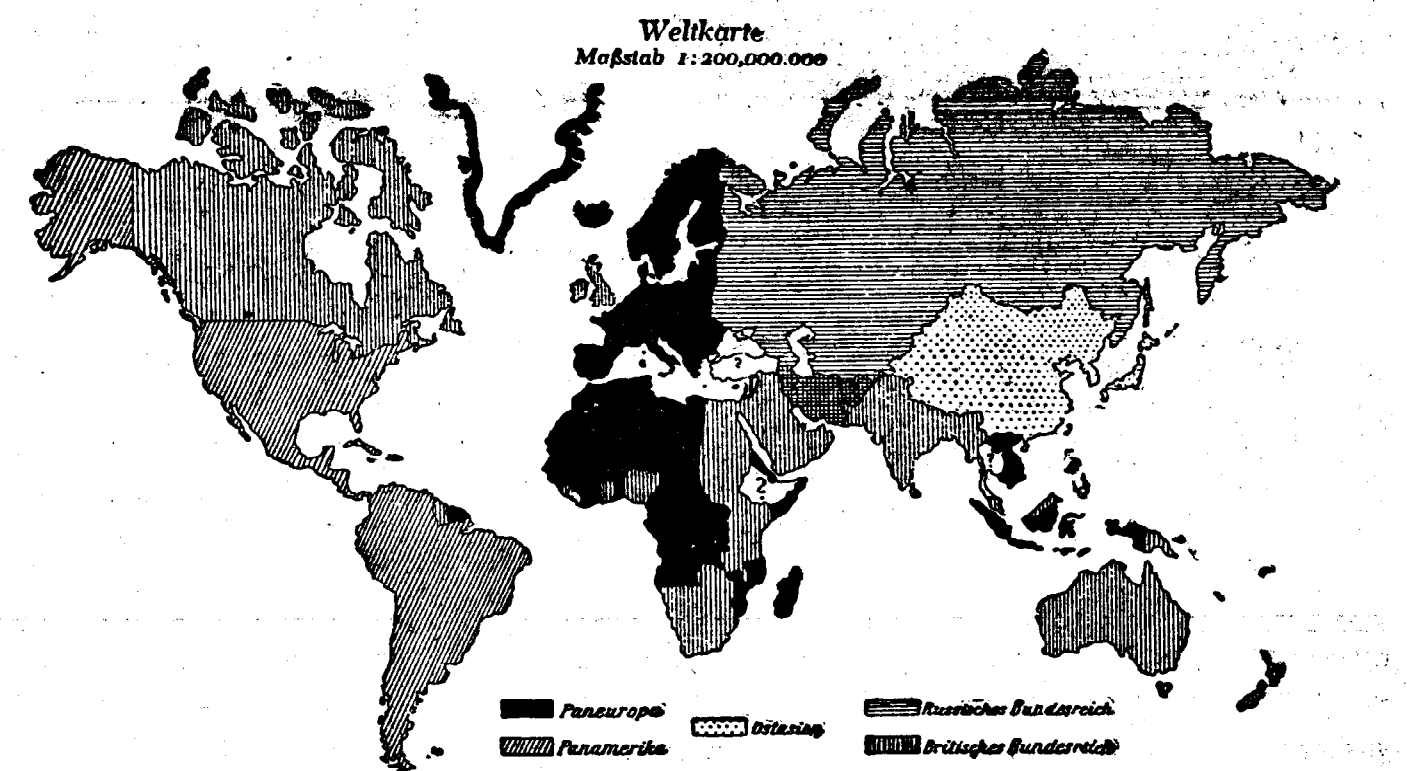 Weltkarte
Maßstab 1:200,000.000
?
?
Paneuropa
Panamerika
Ostasien
Russisches Bundesreich
Britisches Bundesreich